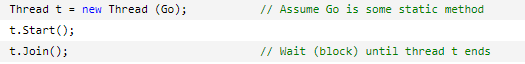 Thread t = new Thread (Go);          // Assume Go is some static method
t.Start();
t.Join();                            // Wait (block) until thread t ends